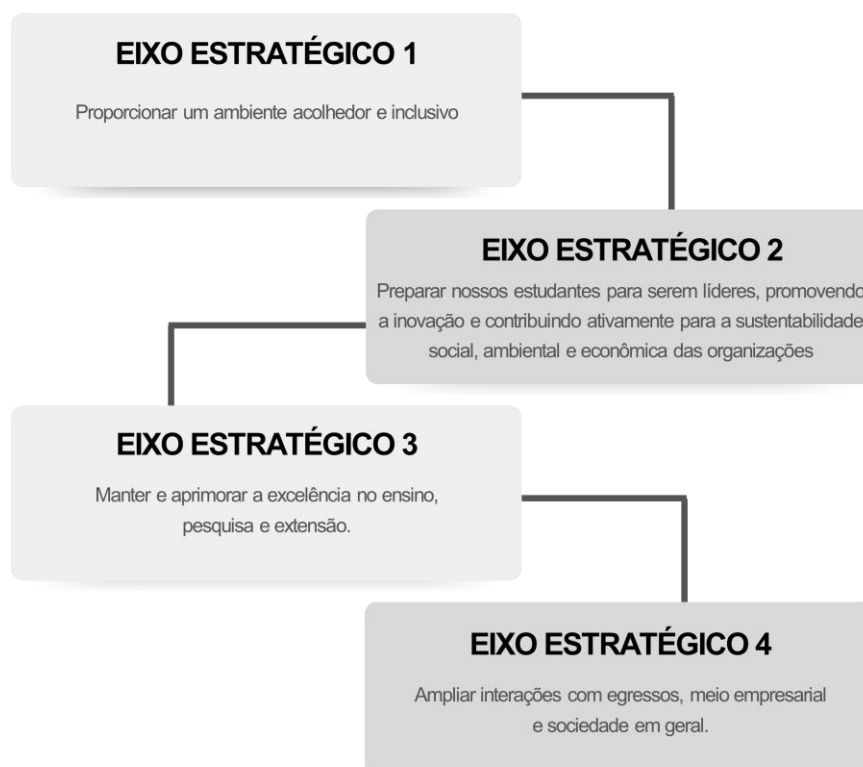 EIXO ESTRATÉGICO 1
Proporcionar um ambiente acolhedor e inclusivo
EIXO ESTRATÉGICO 2
Preparar nossos estudantes para serem líderes, promovendo
a inovação e contribuindo ativamente para a sustentabilidade
social, ambiental e econômica das organizações
EIXO ESTRATÉGICO 3
Manter e aprimorar a excelência no ensino,
pesquisa e extensão.
EIXO ESTRATÉGICO 4
Ampliar interações com egressos, meio empresarial
e sociedade em geral.